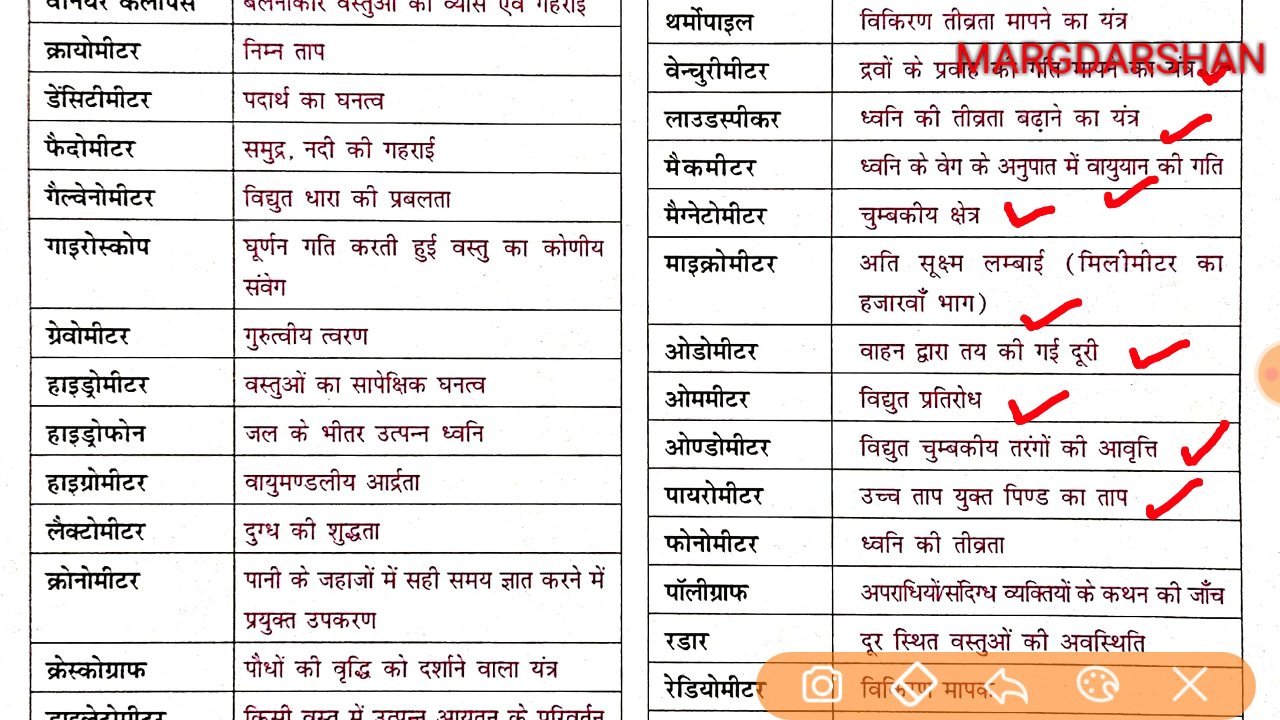 वर्नियर कैलीपर्स बेलनाकार वस्तुओं का व्यास एवं गहराई
क्रायोमीटर निम्न ताप
डेंसिटीमीटर पदार्थ का घनत्व
फैदोमीटर समुद्र, नदी की गहराई
गैल्वेनोमीटर विद्युत धारा की प्रबलता
गाइरोस्कोप घूर्णन गति करती हुई वस्तु का कोणीय
संवेग
ग्रेवोमीटर गुरुत्वीय त्वरण
हाइड्रोमीटर वस्तुओं का सापेक्षिक घनत्व
हाइड्रोफोन जल के भीतर उत्पन्न ध्वनि
हाइग्रोमीटर वायुमण्डलीय आर्द्रता
लैक्टोमीटर दुग्ध की शुद्धता
क्रोनोमीटर पानी के जहाजों में सही समय ज्ञात करने में
प्रयुक्त उपकरण
क्रेस्कोग्राफ पौधों की वृद्धि को दर्शाने वाला यंत्र
किसी वस्तु में उत्पन्न आयतन के परिवर्तन
थर्मोपाइल विकिरण तीव्रता मापने का यंत्र
MARGDARSHAN
वेन्चुरीमीटर द्रवों के प्रवाह की गति मापने का यंत्र
लाउडस्पीकर ध्वनि की तीव्रता बढ़ाने का यंत्र
मैकमीटर ध्वनि के वेग के अनुपात में वायुयान की गति
मैग्नेटोमीटर चुम्बकीय क्षेत्र
माइक्रोमीटर अति सूक्ष्म लम्बाई (मिलीमीटर का
हजारवाँ भाग)
ओडोमीटर वाहन द्वारा तय की गई दूरी
ओममीटर विद्युत प्रतिरोध
ओण्डोमीटर विद्युत चुम्बकीय तरंगों की आवृत्ति
पायरोमीटर उच्च ताप युक्त पिण्ड का ताप
फोनोमीटर ध्वनि की तीव्रता
पॉलीग्राफ अपराधियों/संदिग्ध व्यक्तियों के कथन की जाँच
रडार दूर स्थित वस्तुओं की अवस्थिति
रेडियोमीटर विकिरण मापक